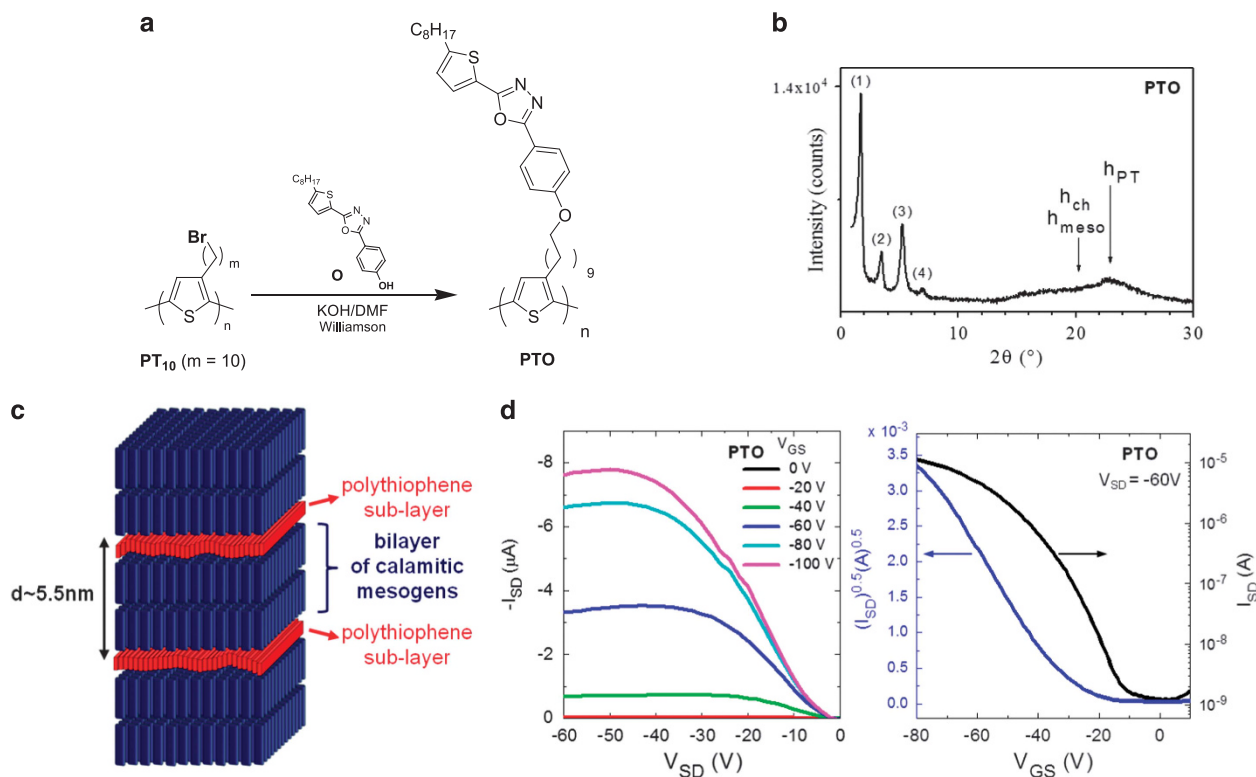 a
C8H17
S
N
N
O
O
9
S
n
PTO
Br
m
S
n
PT10 (m = 10)
C8H17
S
N
N
O
O
OH
KOH/DMF
Williamson
b
PTO
1.4x10^4
Intensity (counts)
(1)
(2)
(3)
(4)
hch
hmeso
hPT
0
10
20
30
2θ (°)
c
d~5.5nm
polythiophene
sub-layer
bilayer
of calamitic
mesogens
polythiophene
sub-layer
d
PTO
VGS
0 V
-20 V
-40 V
-60 V
-80 V
-100 V
-8
-6
-4
-2
0
-ISD (µA)
-60
-50
-40
-30
-20
-10
0
VSD (V)
x 10^-3
3.5
3.0
2.5
2.0
1.5
1.0
0.5
0.0
(ISD)^0.5(A)^0.5
PTO
VSD = -60V
10^-5
10^-6
10^-7
10^-8
10^-9
ISD (A)
-80
-60
-40
-20
0
VGS (V)